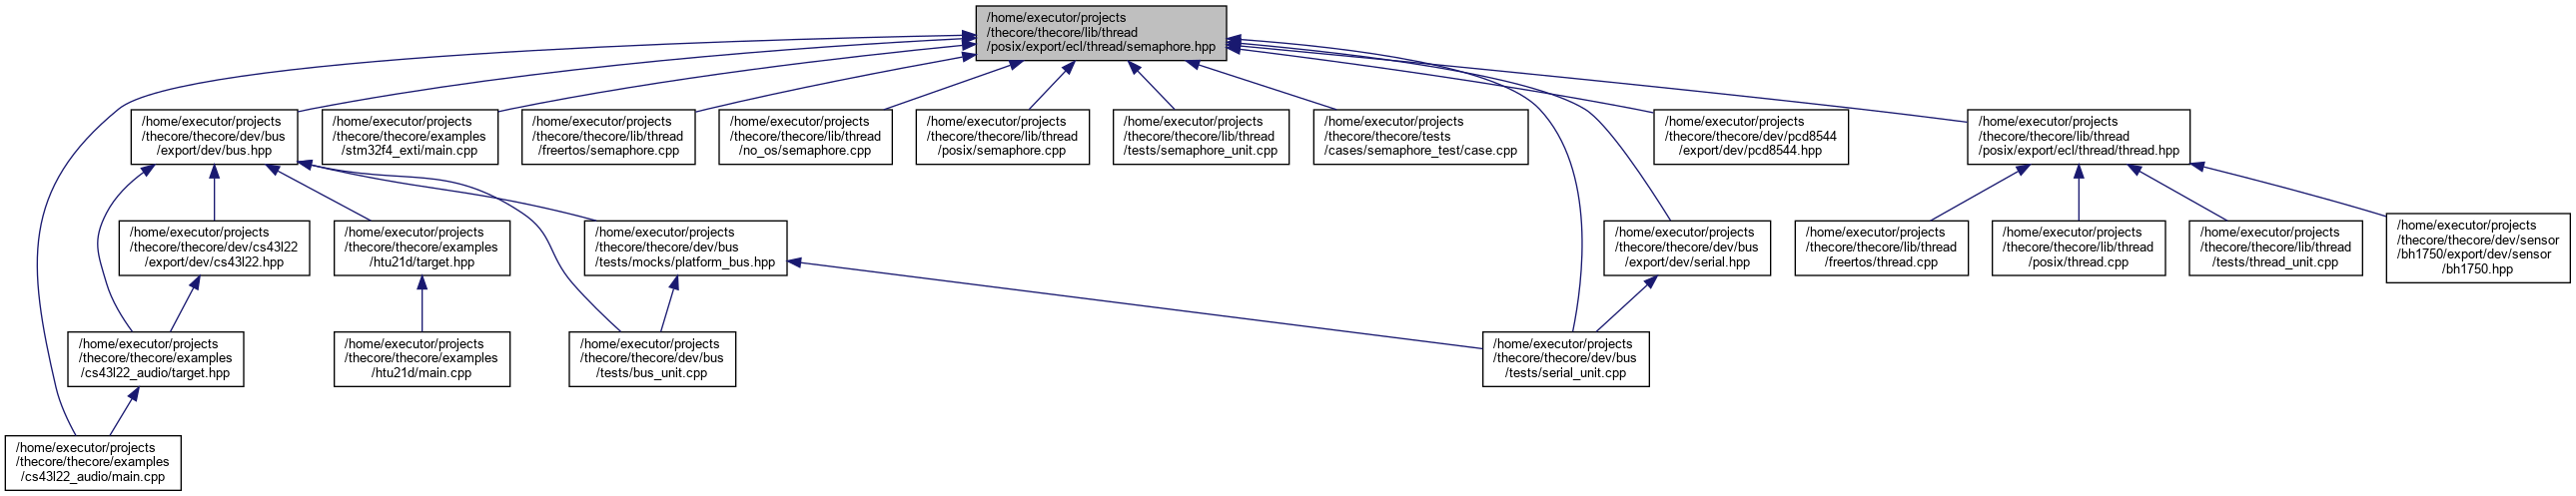 /home/executor/projects
/thecore/thecore/lib/thread
/posix/export/ecl/thread/semaphore.hpp
/home/executor/projects
/thecore/thecore/dev/bus
/export/dev/bus.hpp
/home/executor/projects
/thecore/thecore/examples
/stm32f4_exti/main.cpp
/home/executor/projects
/thecore/thecore/lib/thread
/freertos/semaphore.cpp
/home/executor/projects
/thecore/thecore/lib/thread
/no_os/semaphore.cpp
/home/executor/projects
/thecore/thecore/lib/thread
/posix/semaphore.cpp
/home/executor/projects
/thecore/thecore/lib/thread
/tests/semaphore_unit.cpp
/home/executor/projects
/thecore/thecore/tests
/cases/semaphore_test/case.cpp
/home/executor/projects
/thecore/thecore/dev/pcd8544
/export/dev/pcd8544.hpp
/home/executor/projects
/thecore/thecore/lib/thread
/posix/export/ecl/thread/thread.hpp
/home/executor/projects
/thecore/thecore/dev/cs43l22
/export/dev/cs43l22.hpp
/home/executor/projects
/thecore/thecore/examples
/htu21d/target.hpp
/home/executor/projects
/thecore/thecore/dev/bus
/tests/mocks/platform_bus.hpp
/home/executor/projects
/thecore/thecore/dev/bus
/export/dev/serial.hpp
/home/executor/projects
/thecore/thecore/lib/thread
/freertos/thread.cpp
/home/executor/projects
/thecore/thecore/lib/thread
/posix/thread.cpp
/home/executor/projects
/thecore/thecore/lib/thread
/tests/thread_unit.cpp
/home/executor/projects
/thecore/thecore/dev/sensor
/bh1750/export/dev/sensor
/bh1750.hpp
/home/executor/projects
/thecore/thecore/examples
/cs43l22_audio/target.hpp
/home/executor/projects
/thecore/thecore/examples
/htu21d/main.cpp
/home/executor/projects
/thecore/thecore/dev/bus
/tests/bus_unit.cpp
/home/executor/projects
/thecore/thecore/dev/bus
/tests/serial_unit.cpp
/home/executor/projects
/thecore/thecore/examples
/cs43l22_audio/main.cpp